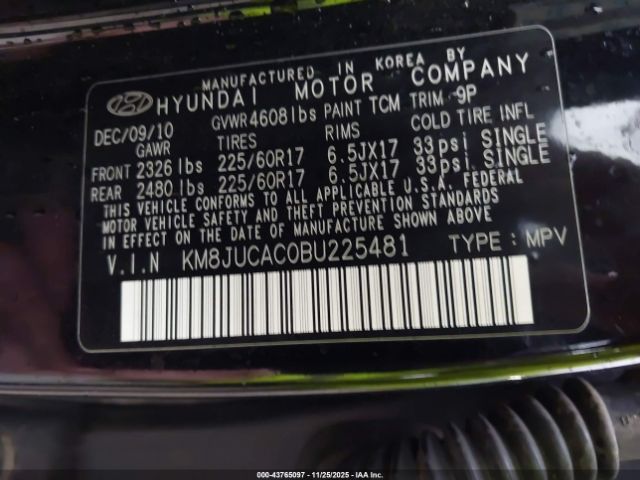 MANUFACTURED IN KOREA BY
HYUNDAI MOTOR COMPANY
DEC/09/10 GVWR4608lbs PAINT TCM TRIM 9P
GAWR TIRES RIMS COLD TIRE INFL
FRONT 2326 lbs 225/60R17 6.5JX17 33psi SINGLE
REAR 2480 lbs 225/60R17 6.5JX17 33psi SINGLE
THIS VEHICLE CONFORMS TO ALL APPLICABLE U.S.A. FEDERAL
MOTOR VEHICLE SAFETY AND THEFT PREVENTION STANDARDS
IN EFFECT ON THE DATE OF MANUFACTURE SHOWN ABOVE
V.I.N KM8JUCAC0BU225481 TYPE : MPV
000-43765097 - 11/25/2025 - Copyright © 2025 IAA, Inc.